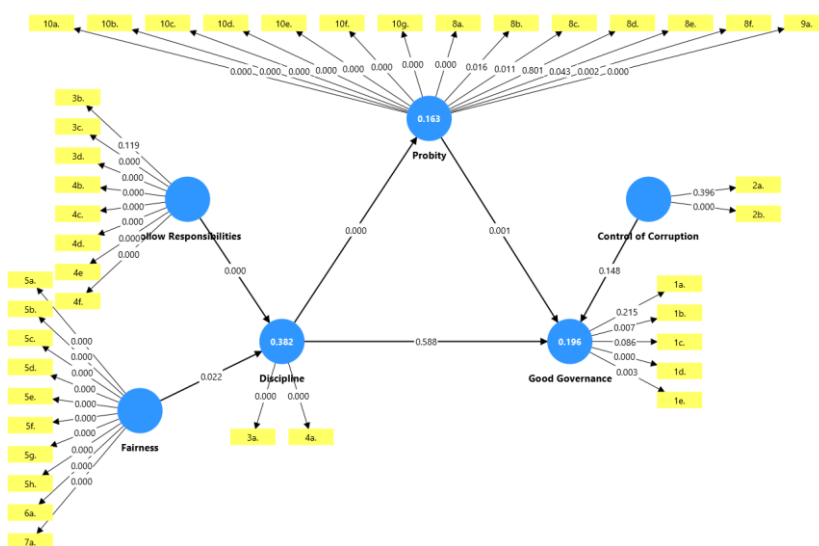 10a. 10b. 10c. 10d. 10e. 10f. 10g. 8a. 8b. 8c. 8d. 8e. 8f. 9a.
0.000 0.000 0.000 0.000 0.000 0.000 0.000 0.000 0.016 0.011 0.801 0.043 0.002 0.000
0.163
Probity
3b.
3c.
3d.
4b.
4c.
4d.
4e
4f.
0.119
0.000
0.000
0.000
0.000
0.000
0.000
0.000
ollow Responsibilities
0.396
0.000
2a.
2b.
Control of Corruption
0.000
0.001
0.000
0.148
5a.
5b.
5c.
5d.
5e.
5f.
5g.
5h.
6a.
7a.
0.000
0.000
0.000
0.000
0.000
0.000
0.000
0.000
0.000
0.000
Fairness
0.022
0.382
Discipline
0.000 0.000
3a. 4a.
0.588
0.196
Good Governance
0.215
0.007
0.086
0.000
0.003
1a.
1b.
1c.
1d.
1e.